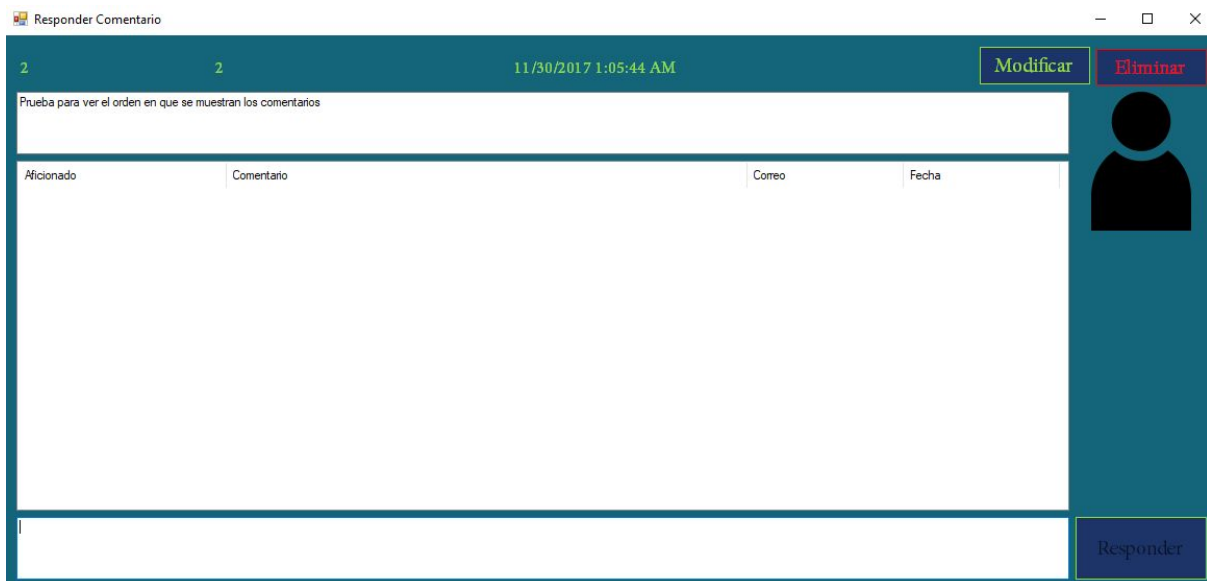 Responder Comentario
2 2 11/30/2017 1:05:44 AM Modificar Eliminar
Prueba para ver el orden en que se muestran los comentarios
Aficionado Comentario Correo Fecha
Responder